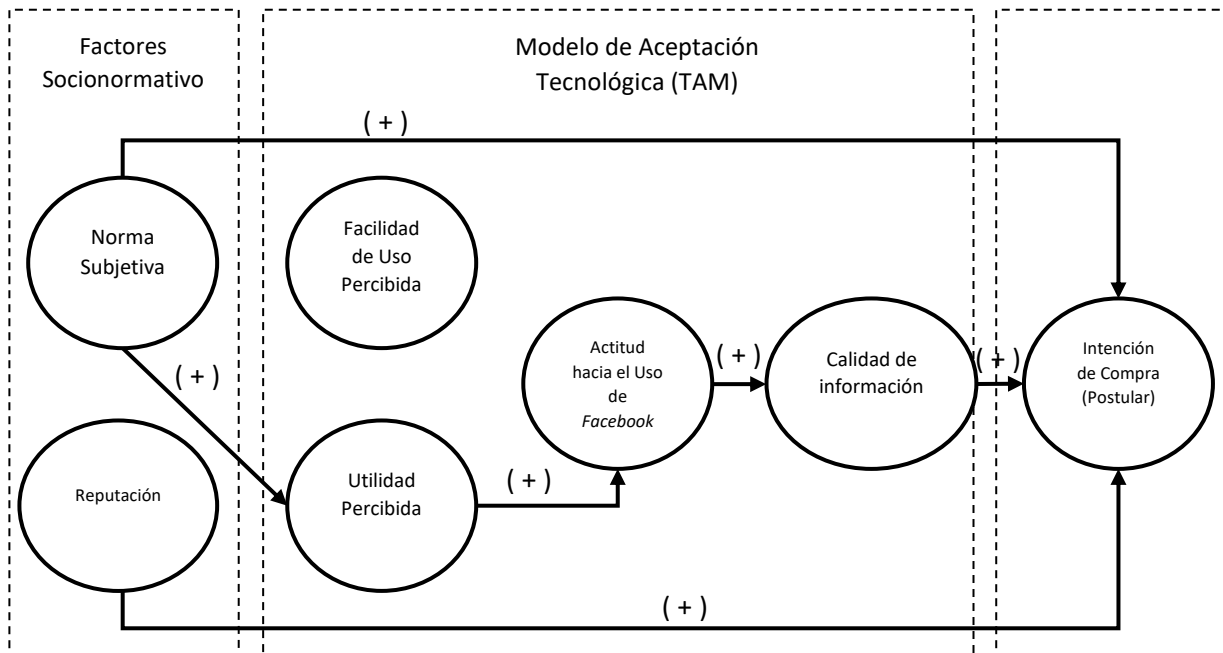 Factores
Socionormativo
Modelo de Aceptación
Tecnológica (TAM)
( + )
Norma
Subjetiva
Facilidad
de Uso
Percibida
( + )
Actitud
hacia el Uso
de
Facebook
( + )
Calidad de
información
( + )
Intención
de Compra
(Postular)
Reputación
Utilidad
Percibida
( + )
( + )